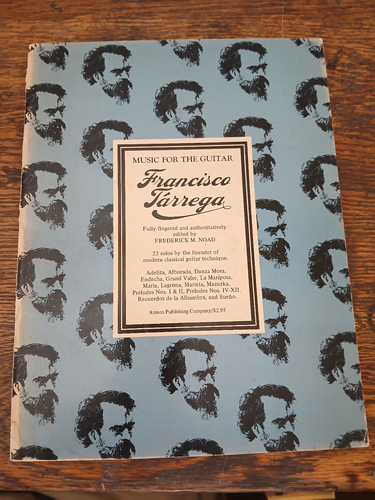 MUSIC FOR THE GUITAR
Francisco
Tárrega
Fully fingered and authoritatively
edited by
FREDERICK M. NOAD
23 solos by the founder of
modern classical guitar technique.
Adelita, Alborada, Danza Mora,
Endecha, Grand Valse, La Mariposa,
Maria, Lagrima, Marieta, Mazurka,
Preludes Nos. I & II, Preludes Nos. IV-XII.
Recuerdos de la Alhambra, and Sueño.
Amsco Publishing Company/$2.95